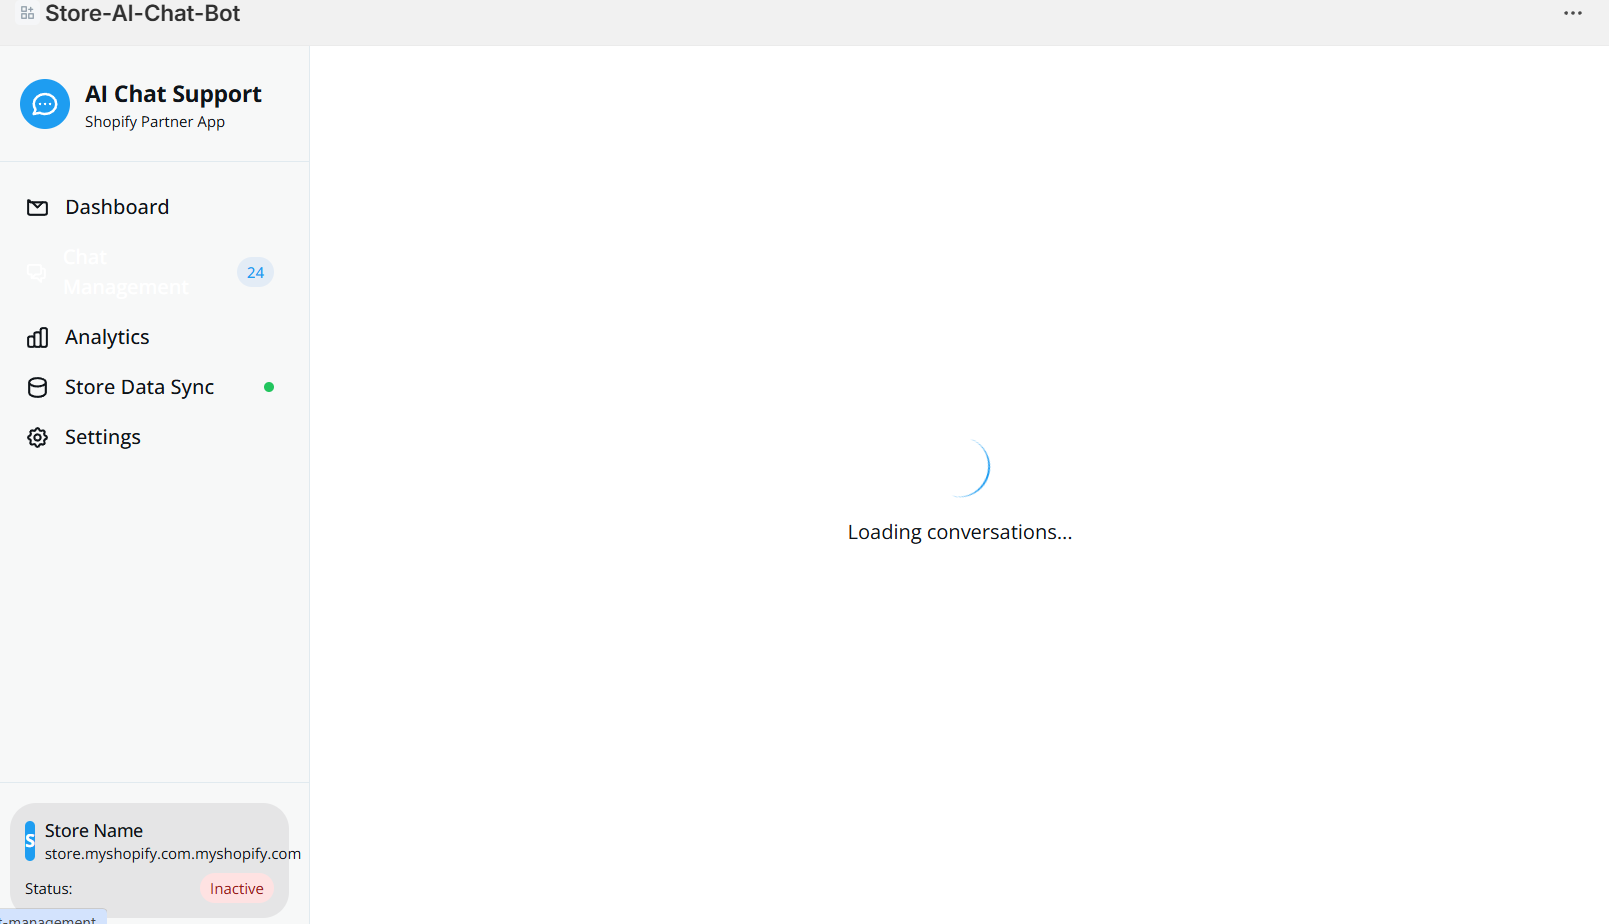 Store-AI-Chat-Bot
AI Chat Support
Shopify Partner App
Dashboard
Chat
Management
24
Analytics
Store Data Sync
Settings
Loading conversations...
S
Store Name
store.myshopify.com.myshopify.com
Status:
Inactive
t-management